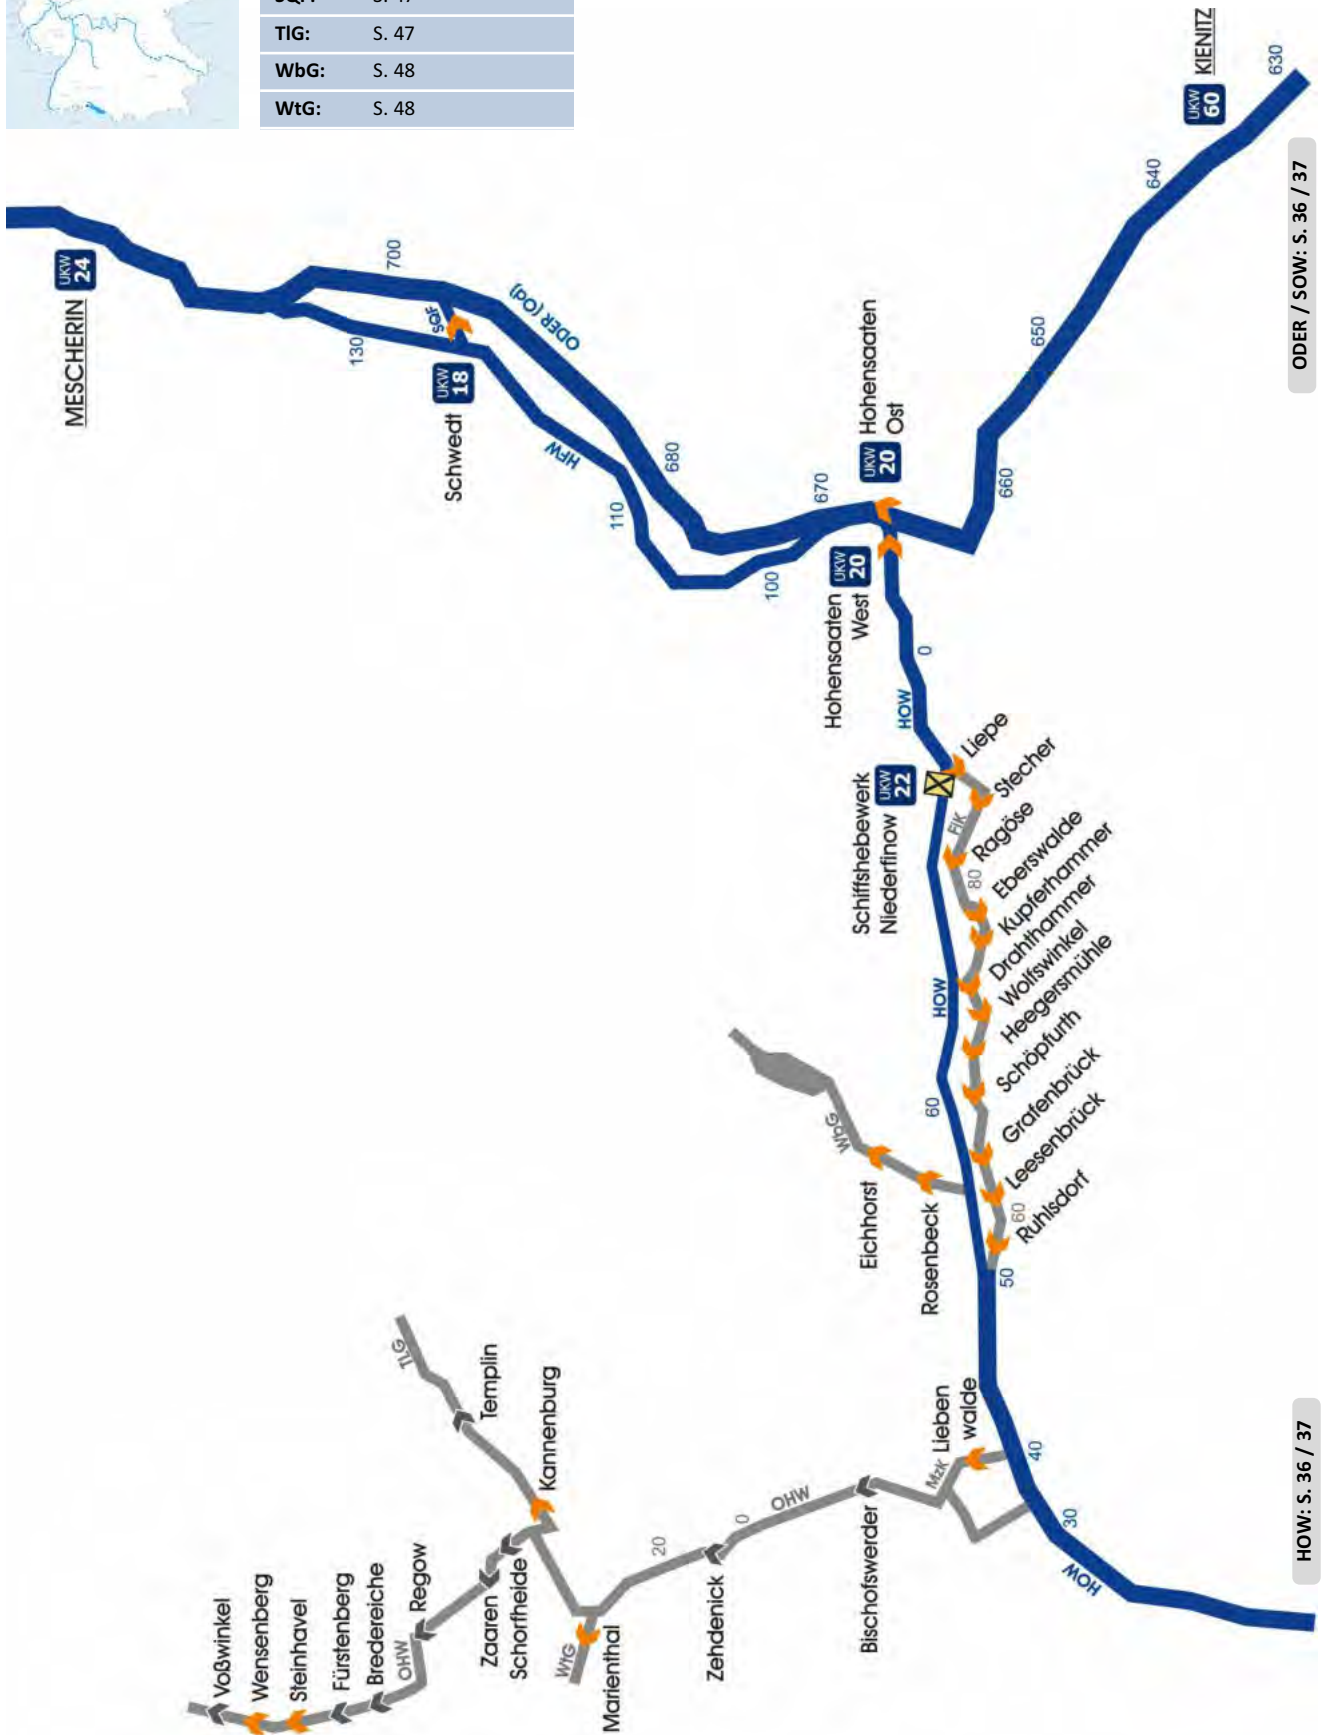 TlG: S. 47
WbG: S. 48
WtG: S. 48
UKW
60
KIENITZ
630
640
650
660
ODER / SOW: S. 36 / 37
MESCHERIN
UKW
24
700
130
SQF
ODER (Od)
Schwedt
UKW
18
HFW
680
110
670
100
Hohensaaten
Ost
UKW
20
Hohensaaten
West
UKW
20
0
HOW
Schiffshebewerk
Niederfinow
UKW
22
Liepe
Stecher
FiK
Ragöse
80
Eberswalde
Kupferhammer
Drahthammer
Wolfswinkel
Heegersmühle
Schöpfurth
Grafenbrück
Leesenbrück
60
Ruhlsdorf
HOW
60
WbG
Eichhorst
Rosenbeck
50
TLG
Templin
Kannenburg
Lieben
walde
MzK
40
30
HOW
OHW
0
20
Bischofswerder
Zehdenick
Marienthal
WtG
Zaaren
Schorfheide
Regow
OHW
Bredereiche
Fürstenberg
Steinhavel
Wensenberg
Voßwinkel
HOW: S. 36 / 37